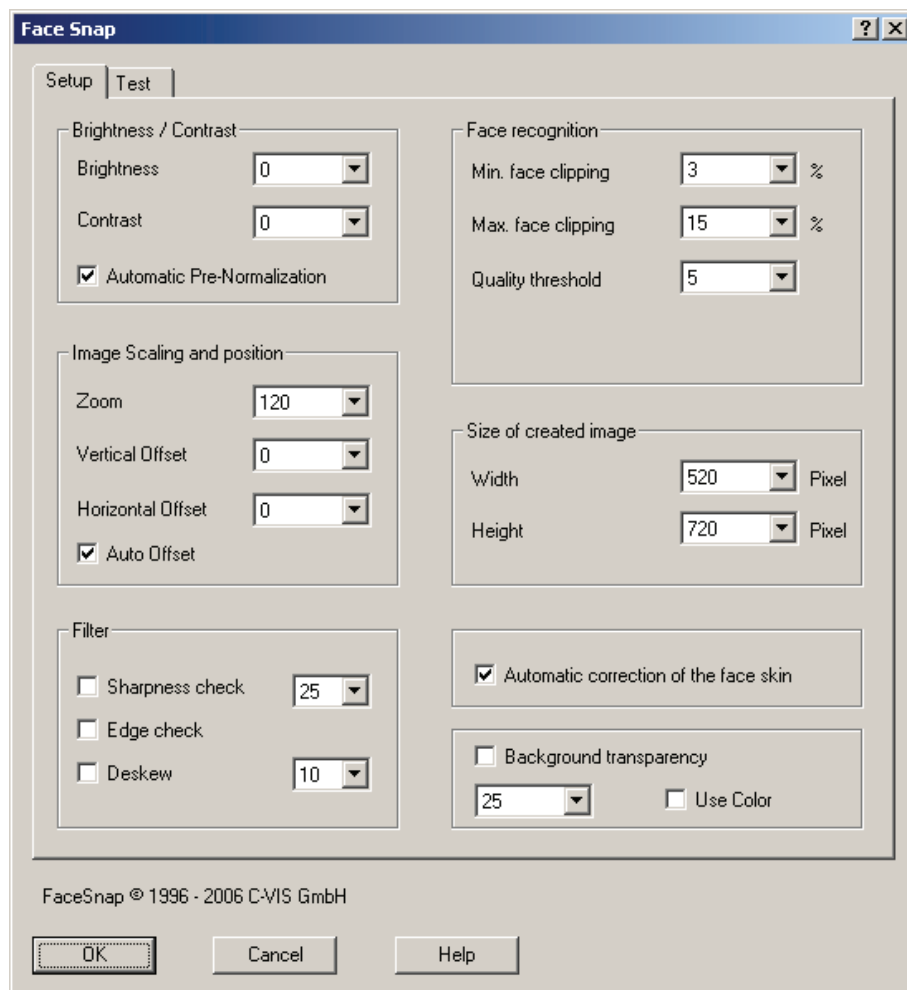 Face Snap
Setup Test
Brightness / Contrast
Brightness 0
Contrast 0
Automatic Pre-Normalization
Face recognition
Min. face clipping 3 %
Max. face clipping 15 %
Quality threshold 5
Image Scaling and position
Zoom 120
Vertical Offset 0
Horizontal Offset 0
Auto Offset
Size of created image
Width 520 Pixel
Height 720 Pixel
Filter
Sharpness check 25
Edge check
Deskew 10
Automatic correction of the face skin
Background transparency
25 Use Color
FaceSnap © 1996 - 2006 C-VIS GmbH
OK Cancel Help